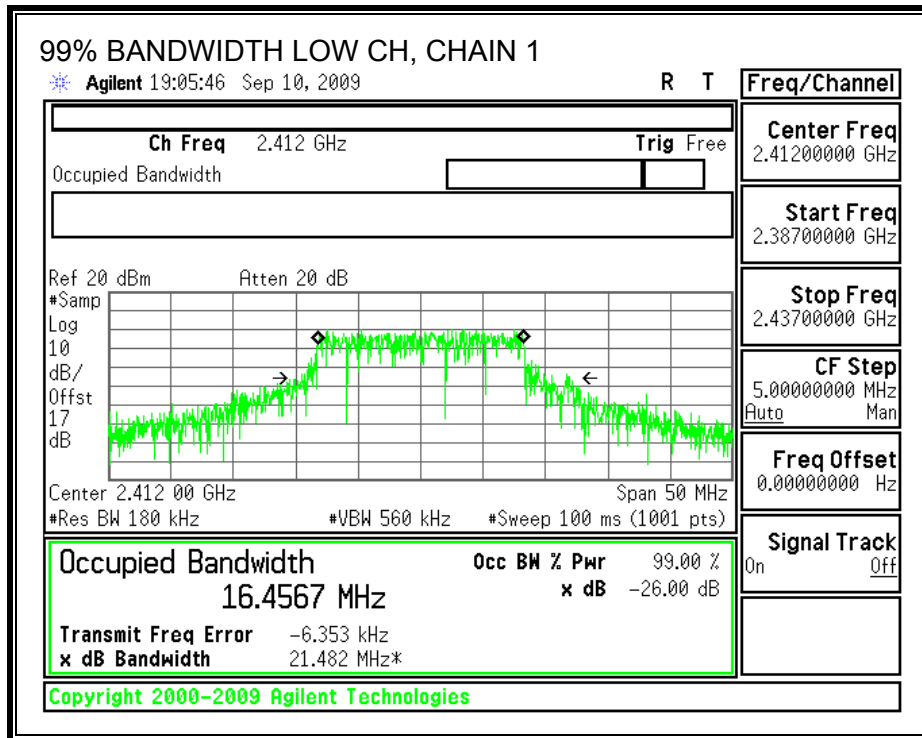 99% BANDWIDTH LOW CH, CHAIN 1
Agilent 19:05:46 Sep 10, 2009 R T
Freq/Channel
Ch Freq 2.412 GHz Trig Free
Occupied Bandwidth
Center Freq
2.41200000 GHz
Start Freq
2.38700000 GHz
Stop Freq
2.43700000 GHz
CF Step
5.00000000 MHz
Auto Man
Freq Offset
0.00000000 Hz
Signal Track
On Off
Ref 20 dBm Atten 20 dB
#Samp
Log
10
dB/
Offst
17
dB
Center 2.412 00 GHz Span 50 MHz
#Res BW 180 kHz #VBW 560 kHz #Sweep 100 ms (1001 pts)
Occupied Bandwidth Occ BW % Pwr 99.00 %
16.4567 MHz x dB -26.00 dB
Transmit Freq Error -6.353 kHz
x dB Bandwidth 21.482 MHz*
Copyright 2000-2009 Agilent Technologies